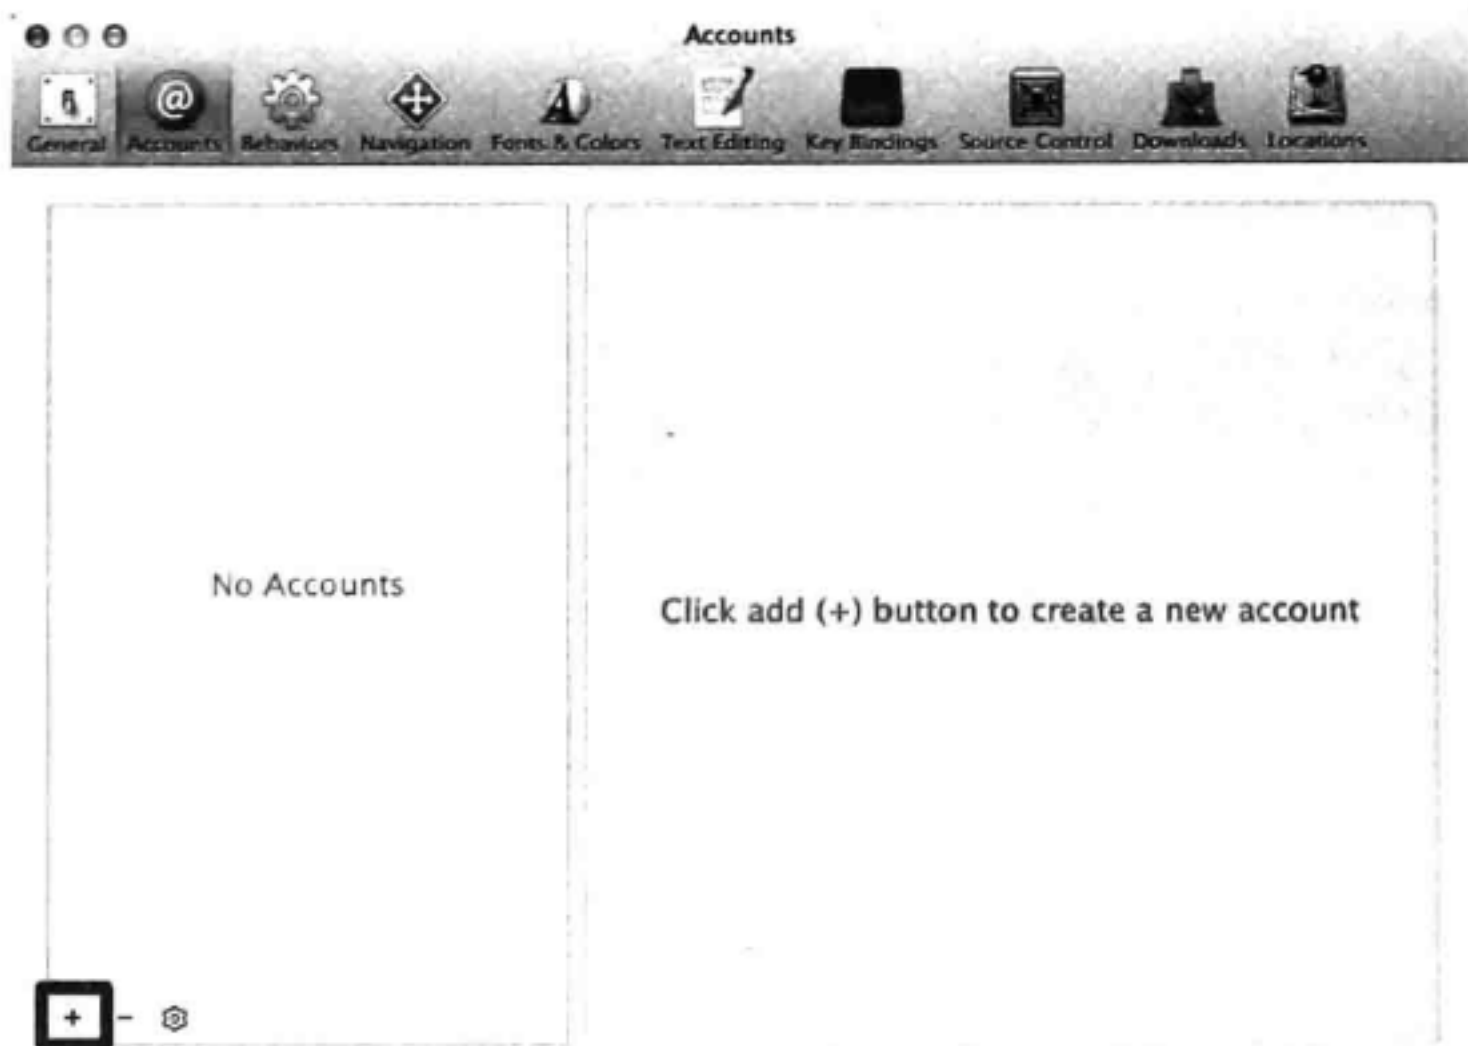 Accounts
General Accounts Behaviors Navigation Fonts & Colors Text Editing Key Bindings Source Control Downloads Locations
No Accounts
Click add (+) button to create a new account
+ −